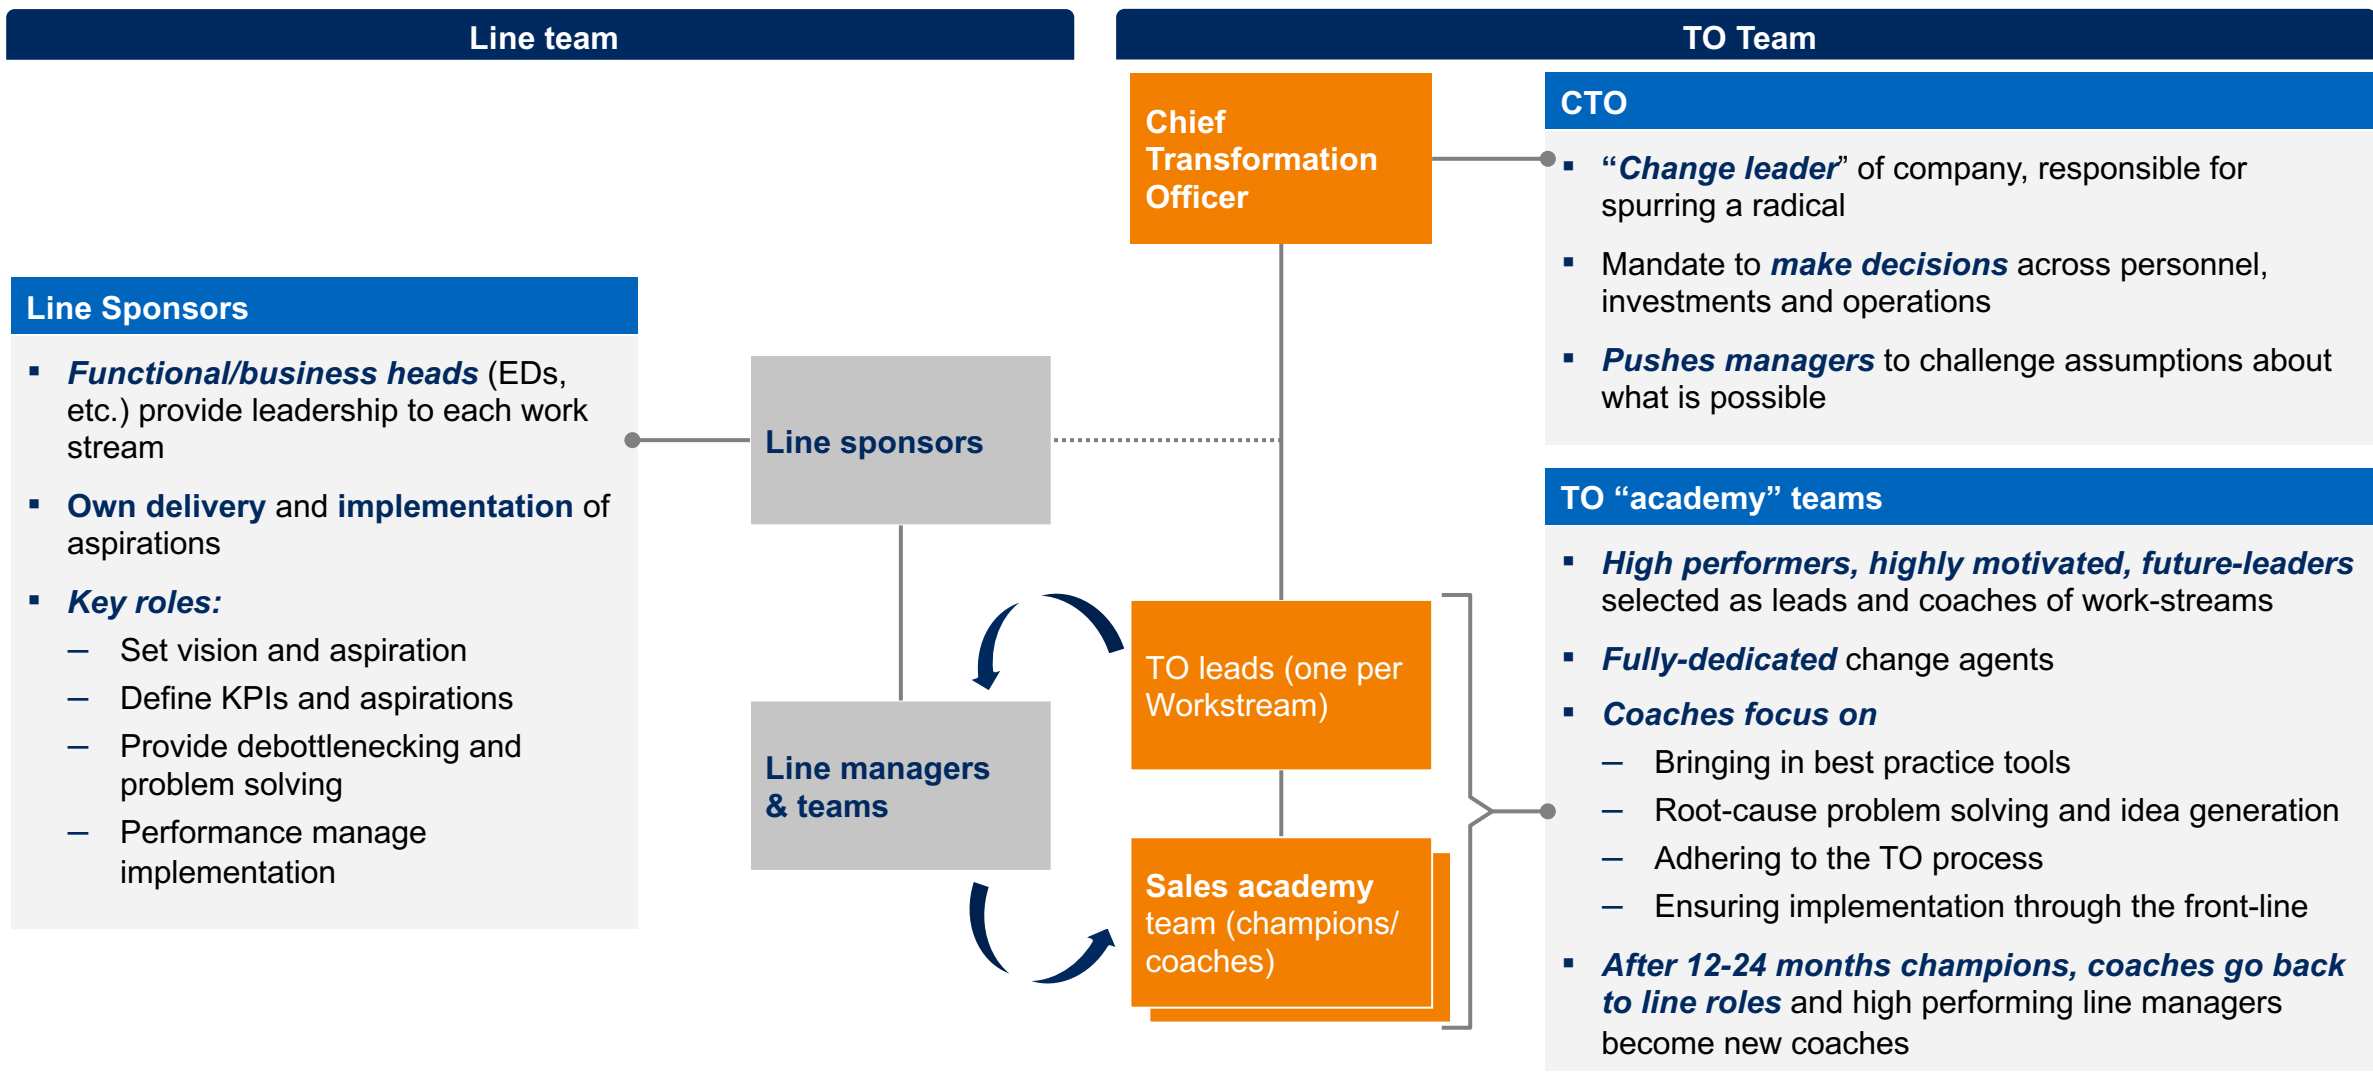 Line team
TO Team
Chief
Transformation
Officer
CTO
▪ “Change leader” of company, responsible for
spurring a radical
▪ Mandate to make decisions across personnel,
investments and operations
▪ Pushes managers to challenge assumptions about
what is possible
Line Sponsors
▪ Functional/business heads (EDs,
etc.) provide leadership to each work
stream
▪ Own delivery and implementation of
aspirations
▪ Key roles:
– Set vision and aspiration
– Define KPIs and aspirations
– Provide debottlenecking and
problem solving
– Performance manage
implementation
Line sponsors
Line managers
& teams
TO leads (one per
Workstream)
Sales academy
team (champions/
coaches)
TO “academy” teams
▪ High performers, highly motivated, future-leaders
selected as leads and coaches of work-streams
▪ Fully-dedicated change agents
▪ Coaches focus on
– Bringing in best practice tools
– Root-cause problem solving and idea generation
– Adhering to the TO process
– Ensuring implementation through the front-line
▪ After 12-24 months champions, coaches go back
to line roles and high performing line managers
become new coaches